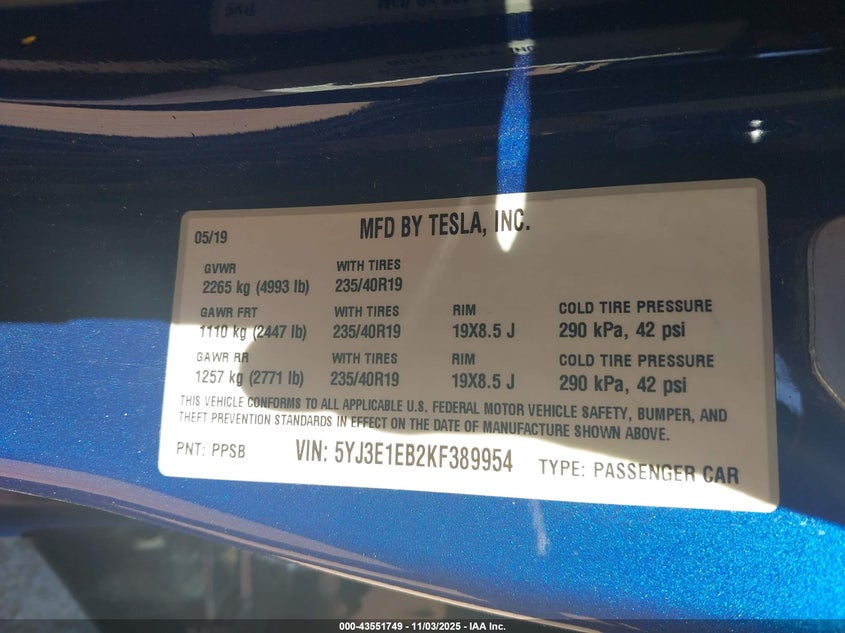 05/19 MFD BY TESLA, INC.
GVWR WITH TIRES
2265 kg (4993 lb) 235/40R19
GAWR FRT WITH TIRES RIM COLD TIRE PRESSURE
1110 kg (2447 lb) 235/40R19 19X8.5 J 290 kPa, 42 psi
GAWR RR WITH TIRES RIM COLD TIRE PRESSURE
1257 kg (2771 lb) 235/40R19 19X8.5 J 290 kPa, 42 psi
THIS VEHICLE CONFORMS TO ALL APPLICABLE U.S. FEDERAL MOTOR VEHICLE SAFETY, BUMPER, AND
THEFT PREVENTION STANDARDS IN EFFECT ON THE DATE OF MANUFACTURE SHOWN ABOVE.
PNT: PPSB VIN: 5YJ3E1EB2KF389954 TYPE: PASSENGER CAR
000-43551749 - 11/03/2025 - IAA Inc.